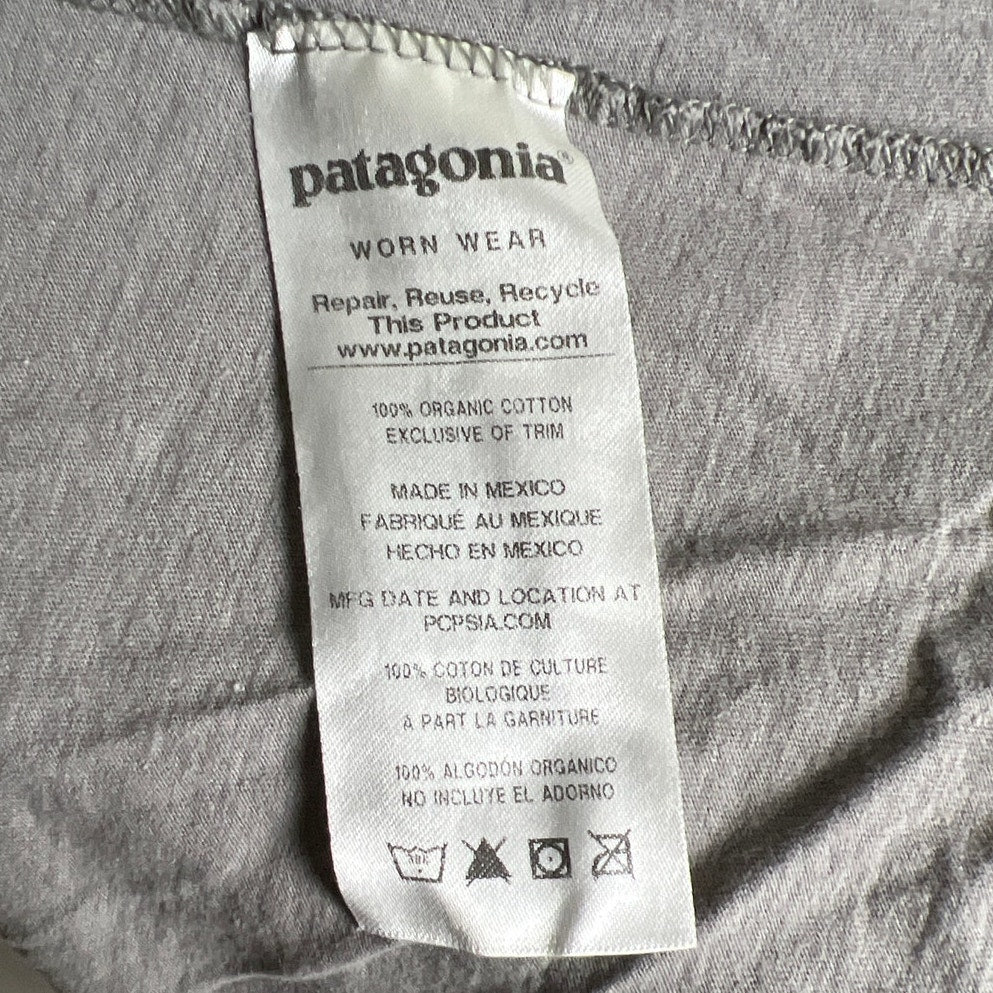 patagonia®
WORN WEAR
Repair, Reuse, Recycle
This Product
www.patagonia.com
100% ORGANIC COTTON
EXCLUSIVE OF TRIM
MADE IN MEXICO
FABRIQUÉ AU MEXIQUE
HECHO EN MEXICO
MFG DATE AND LOCATION AT
PCPSIA.COM
100% COTON DE CULTURE
BIOLOGIQUE
À PART LA GARNITURE
100% ALGODÓN ORGÁNICO
NO INCLUYE EL ADORNO